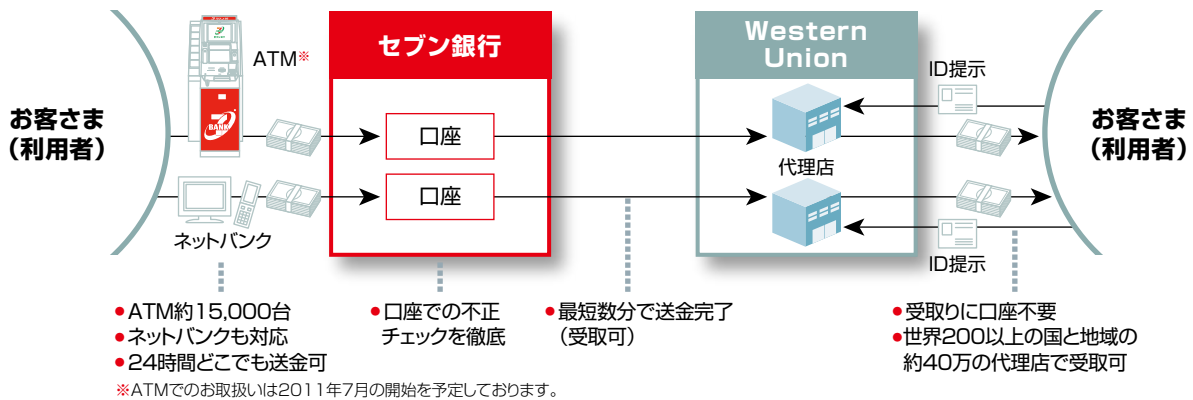 お客さま
(利用者)
ATM※
7
BANK
ネットバンク
セブン銀行
口座
口座
Western
Union
代理店
ID提示
ID提示
お客さま
(利用者)
●ATM約15,000台
●ネットバンクも対応
●24時間どこでも送金可
●口座での不正
チェックを徹底
●最短数分で送金完了
(受取可)
●受取りに口座不要
●世界200以上の国と地域の
約40万の代理店で受取可
※ATMでのお取扱いは2011年7月の開始を予定しております。